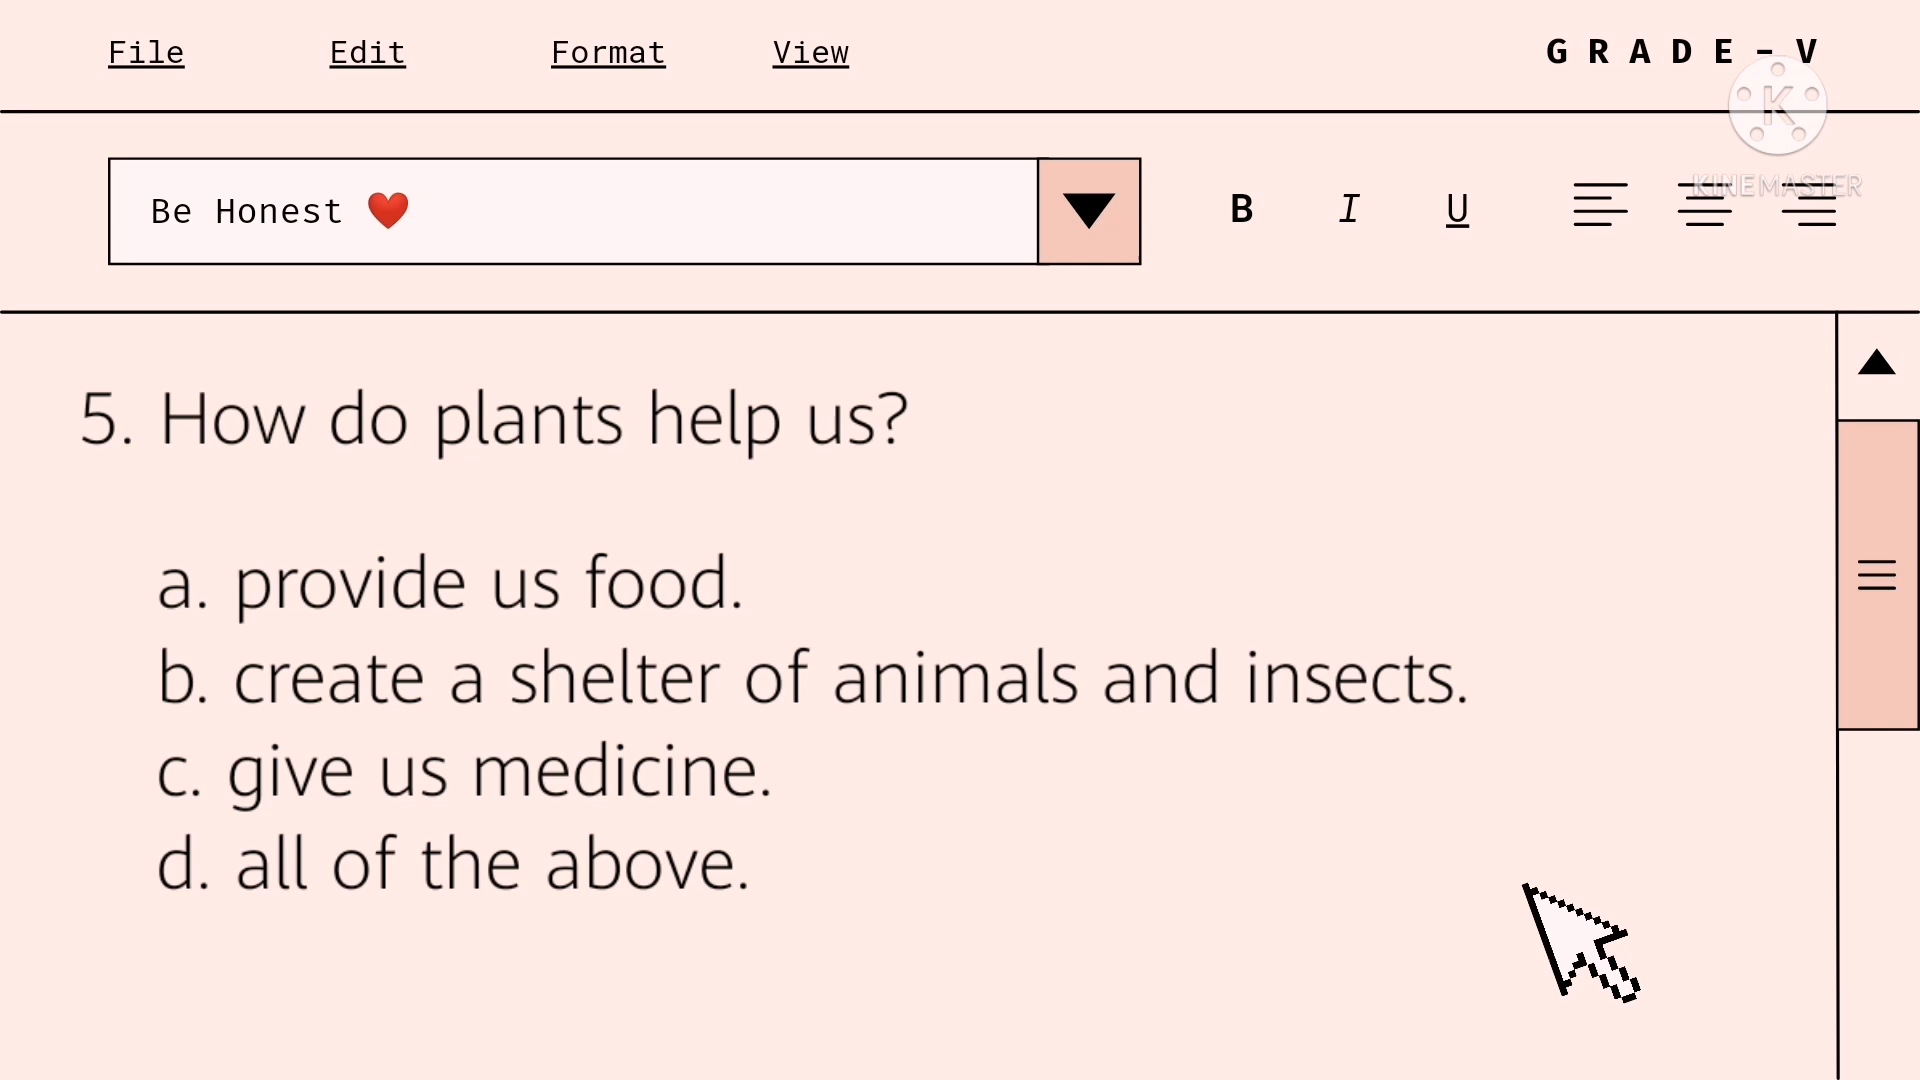 File Edit Format View GRADE-V
K
KINEMASTER
Be Honest ❤️ B I U
5. How do plants help us?
a. provide us food.
b. create a shelter of animals and insects.
c. give us medicine.
d. all of the above.